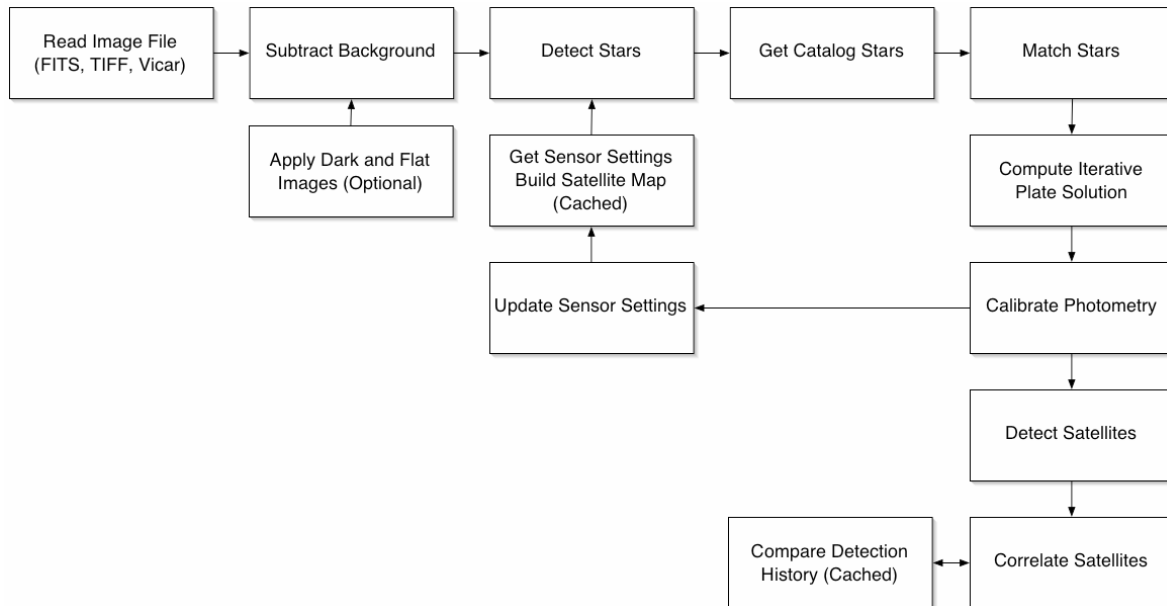 Read Image File
(FITS, TIFF, Vicar)
Subtract Background
Detect Stars
Get Catalog Stars
Match Stars
Apply Dark and Flat
Images (Optional)
Get Sensor Settings
Build Satellite Map
(Cached)
Compute Iterative
Plate Solution
Update Sensor Settings
Calibrate Photometry
Detect Satellites
Compare Detection
History (Cached)
Correlate Satellites